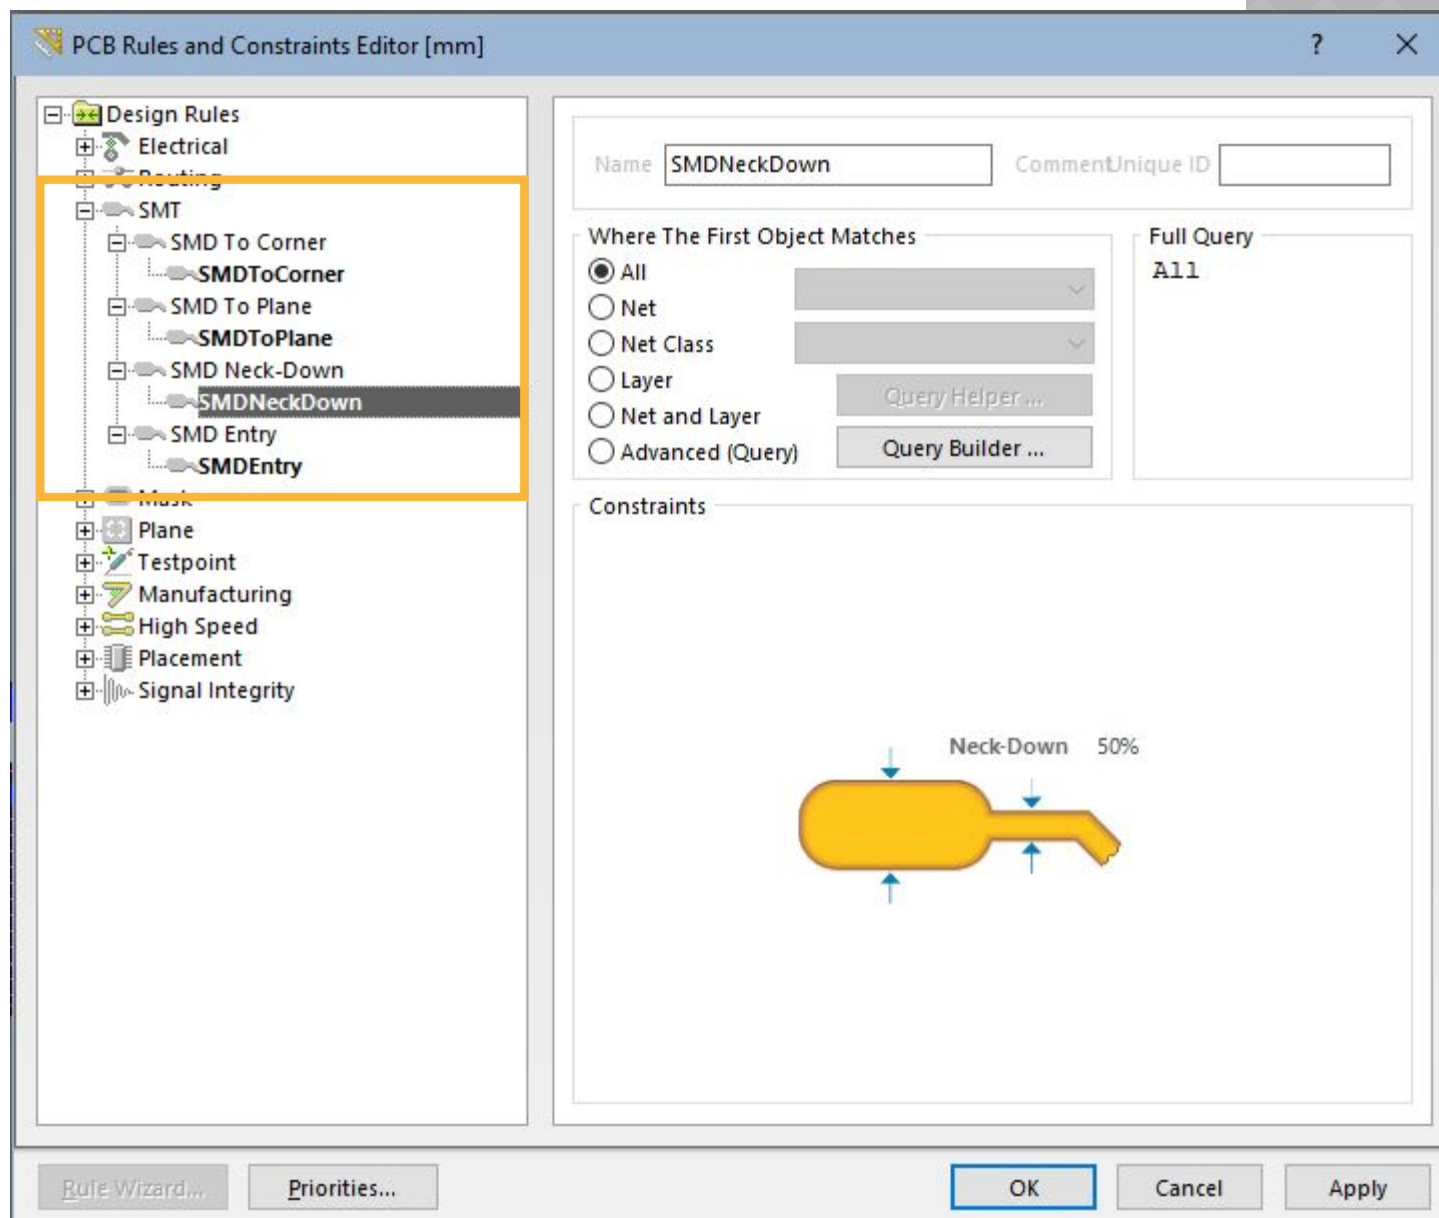 PCB Rules and Constraints Editor [mm] ?
Design Rules
Electrical
Routing
SMT
SMD To Corner
SMDToCorner
SMD To Plane
SMDToPlane
SMD Neck-Down
SMDNeckDown
SMD Entry
SMDEntry
Mask
Plane
Testpoint
Manufacturing
High Speed
Placement
Signal Integrity
Name SMDNeckDown Comment Unique ID
Where The First Object Matches
All
Net
Net Class
Layer
Net and Layer
Advanced (Query)
Query Helper ...
Query Builder ...
Full Query
All
Constraints
Neck-Down 50%
Rule Wizard... Priorities... OK Cancel Apply